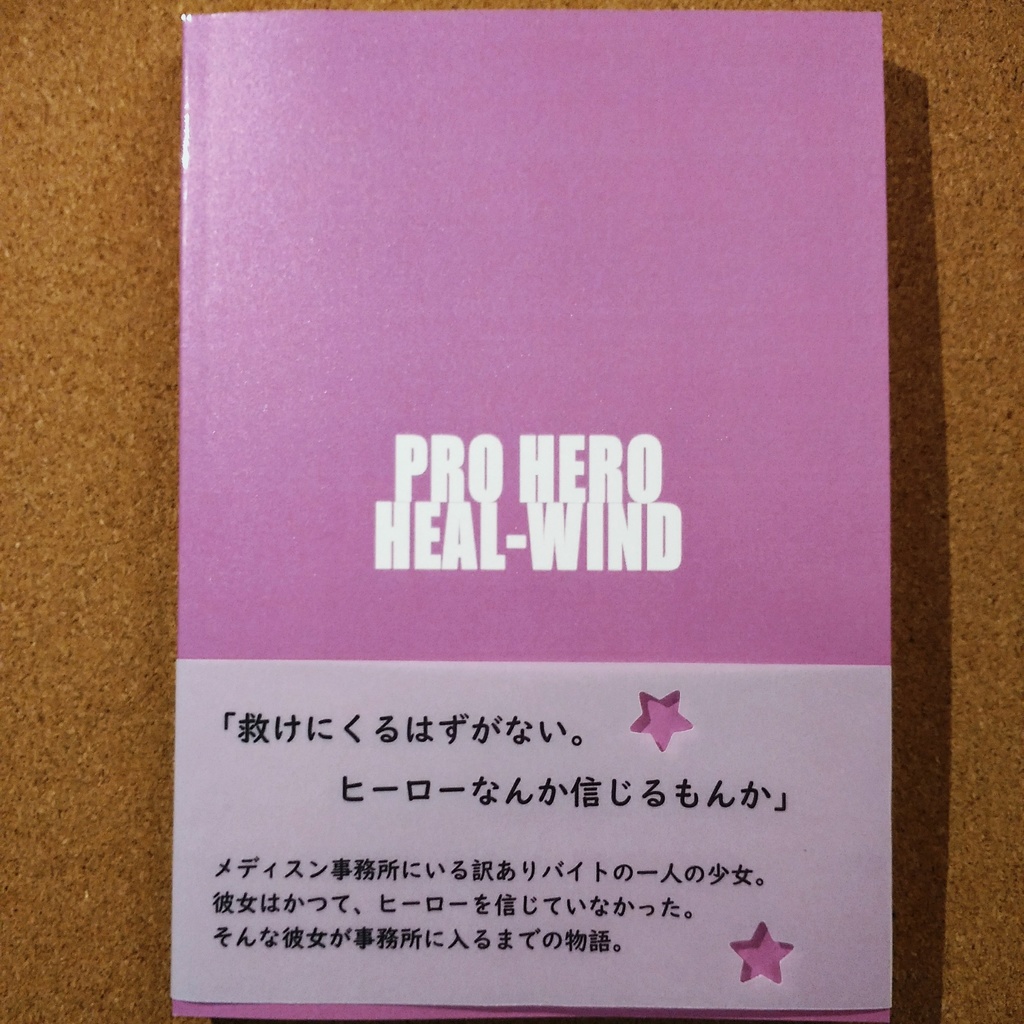 PRO HERO
HEAL-WIND
「救けにくるはずがない。
ヒーローなんか信じるもんか」
メディスン事務所にいる訳ありバイトの一人の少女。
彼女はかつて、ヒーローを信じていなかった。
そんな彼女が事務所に入るまでの物語。